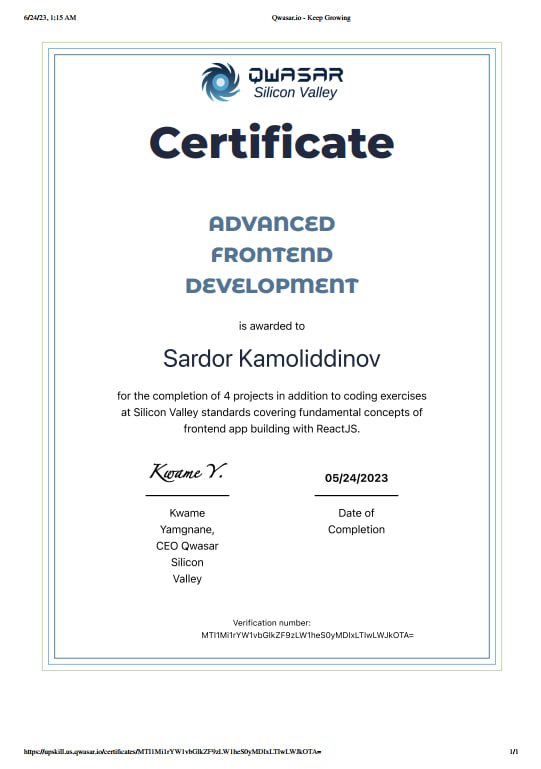 6/24/23, 1:15 AM Qwasar.io - Keep Growing
QWASAR
Silicon Valley
Certificate
ADVANCED
FRONTEND
DEVELOPMENT
is awarded to
Sardor Kamoliddinov
for the completion of 4 projects in addition to coding exercises
at Silicon Valley standards covering fundamental concepts of
frontend app building with ReactJS.
Kwame Y.
05/24/2023
Kwame
Yamgnane,
CEO Qwasar
Silicon
Valley
Date of
Completion
Verification number:
MTI1Mi1rYW1vbGlkZF9zLW1heS0yMDIxLTIwLWJkOTA=
https://upskill.us.qwasar.io/certificates/MTI1Mi1rYW1vbGlkZF9zLW1heS0yMDIxLTIwLWJkOTA= 1/1